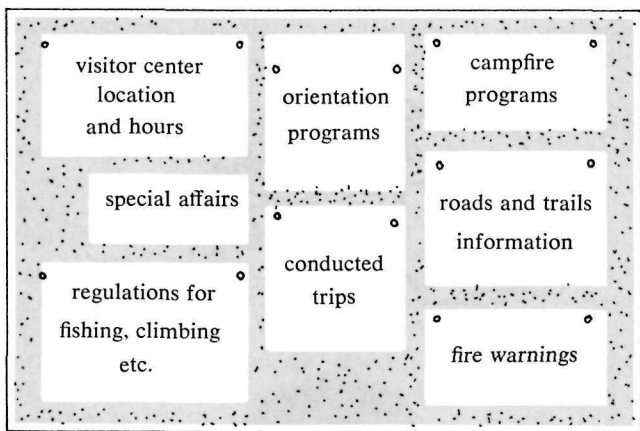 visitor center
location
and hours
special affairs
regulations for
fishing, climbing
etc.
orientation
programs
conducted
trips
campfire
programs
roads and trails
information
fire warnings